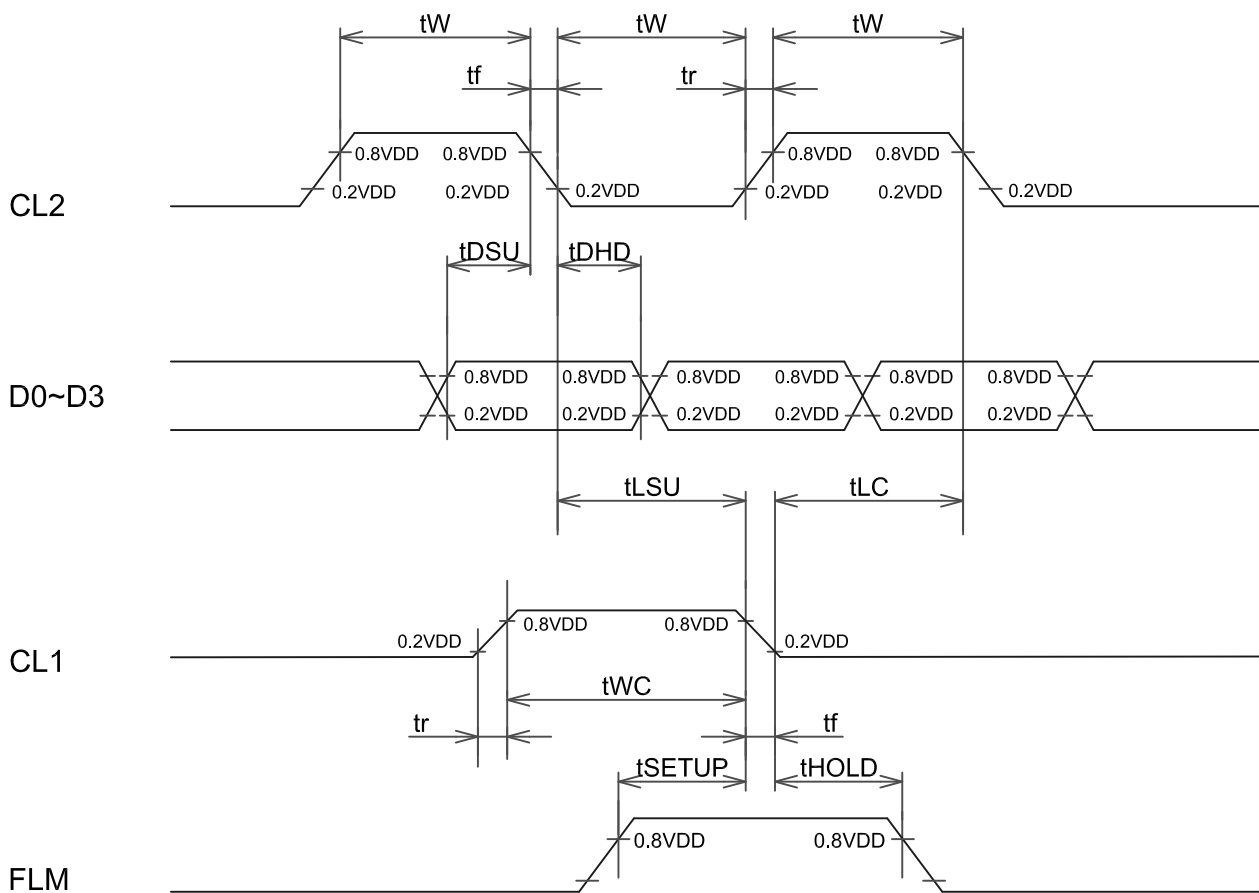 tW tW tW
tf tr
0.8VDD 0.8VDD 0.8VDD 0.8VDD
CL2 0.2VDD 0.2VDD 0.2VDD 0.2VDD 0.2VDD
tDSU tDHD
D0~D3 0.8VDD 0.8VDD 0.8VDD 0.8VDD 0.8VDD 0.8VDD
0.2VDD 0.2VDD 0.2VDD 0.2VDD 0.2VDD 0.2VDD
tLSU tLC
0.8VDD 0.8VDD
CL1 0.2VDD 0.2VDD
tWC
tr tf
tSETUP tHOLD
0.8VDD 0.8VDD
FLM